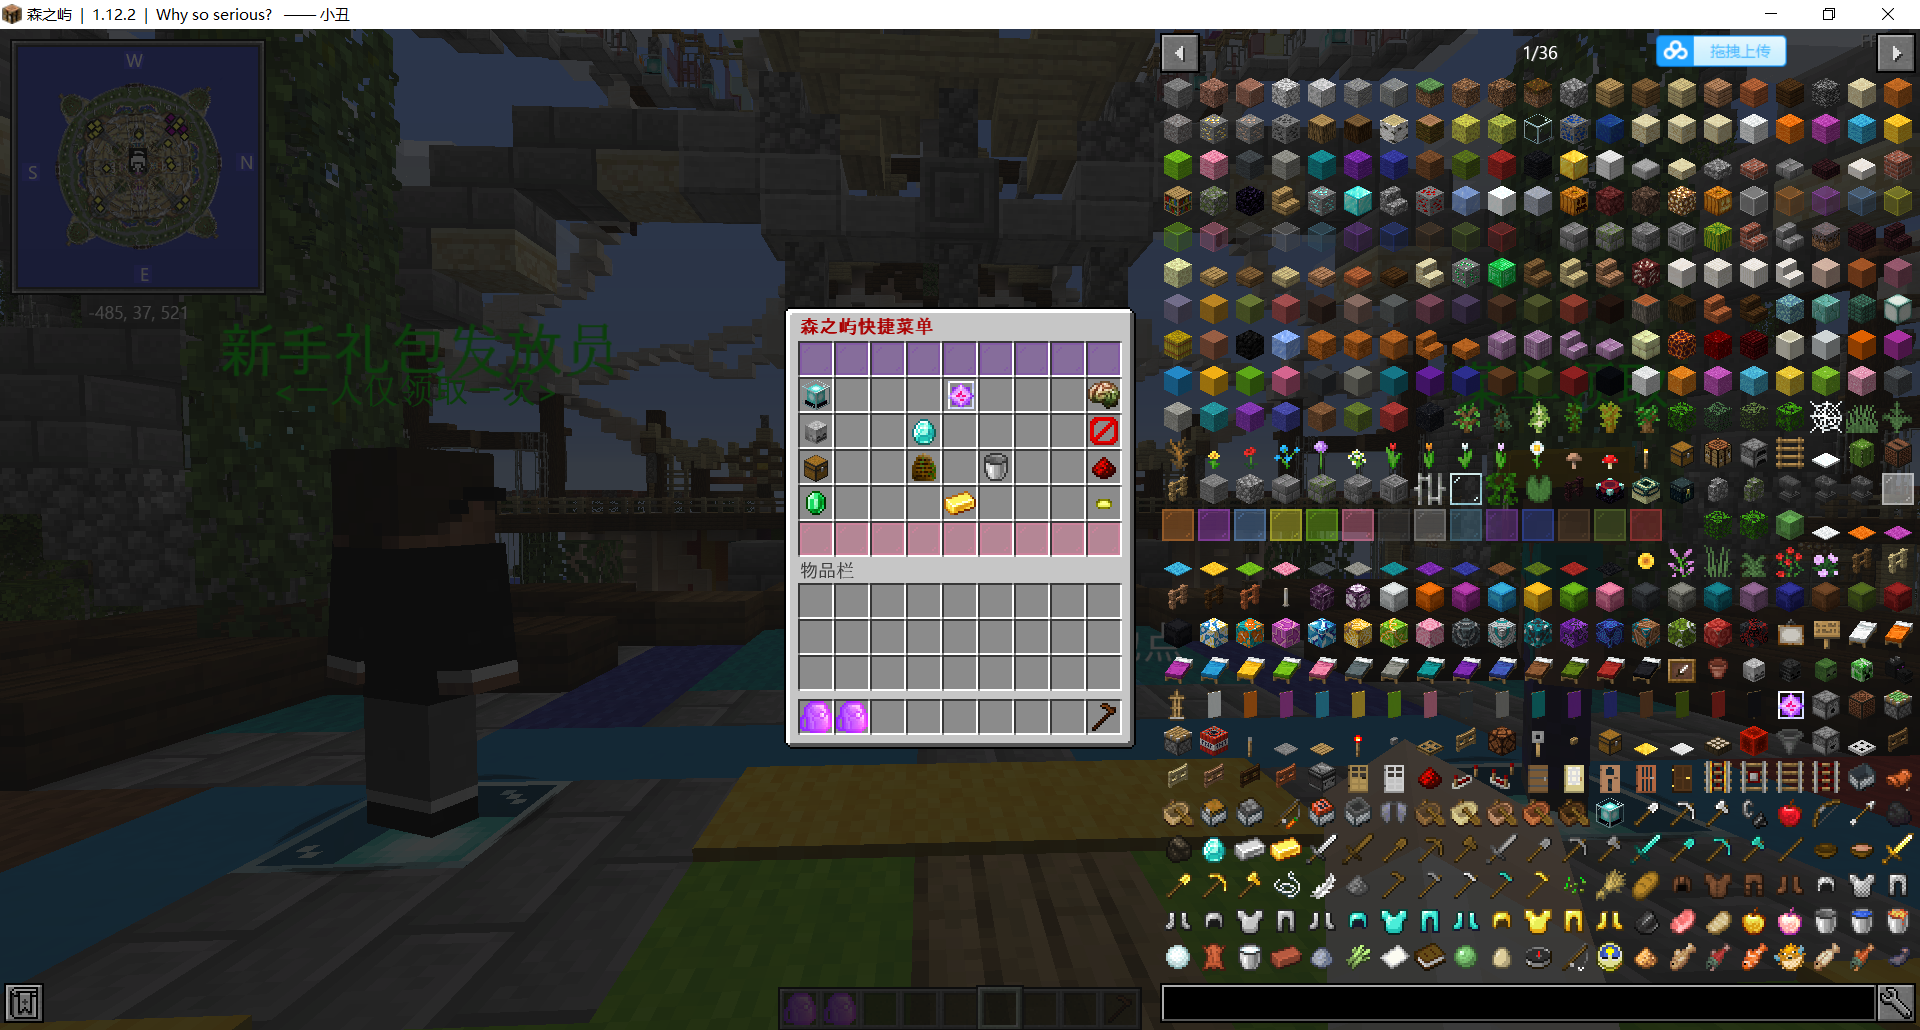 森之屿 | 1.12.2 | Why so serious? —— 小丑
W
S
N
E
-485, 37, 521
新手礼包发放员
<一人仅领取一次>
森之屿快捷菜单
物品栏
1/36
拖拽上传